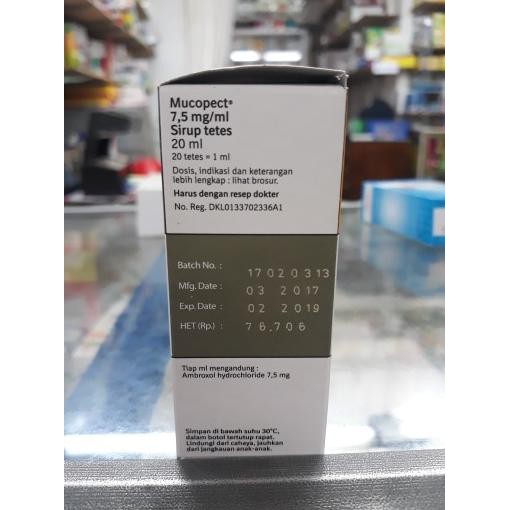 Mucopect®
7,5 mg/ml
Sirup tetes
20 ml
20 tetes = 1 ml
Dosis, indikasi dan keterangan
lebih lengkap : lihat brosur.
Harus dengan resep dokter
No. Reg. DKL0133702336A1
Batch No. : 17020313
Mfg. Date : 03 2017
Exp. Date : 02 2019
HET (Rp.) : 76.706
Tiap ml mengandung :
Ambroxol hydrochloride 7,5 mg
Simpan di bawah suhu 30°C,
dalam botol tertutup rapat.
Lindungi dari cahaya, jauhkan
dari jangkauan anak-anak.